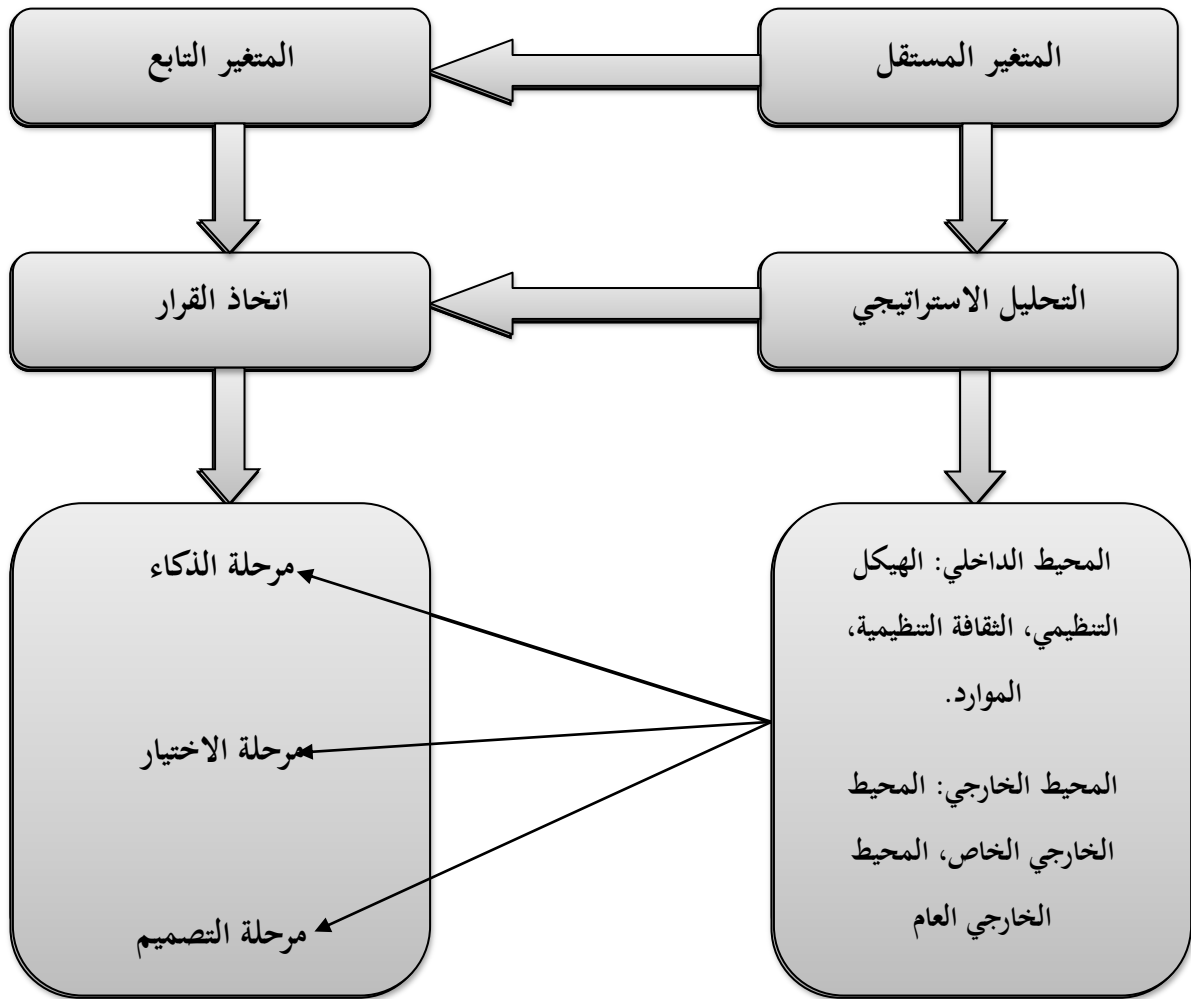 المتغير المستقل
المتغير التابع
التحليل الاستراتيجي
اتخاذ القرار
المحيط الداخلي: الهيكل
التنظيمي، الثقافة التنظيمية،
الموارد.
المحيط الخارجي: المحيط
الخارجي الخاص، المحيط
الخارجي العام
مرحلة الذكاء
مرحلة الاختيار
مرحلة التصميم